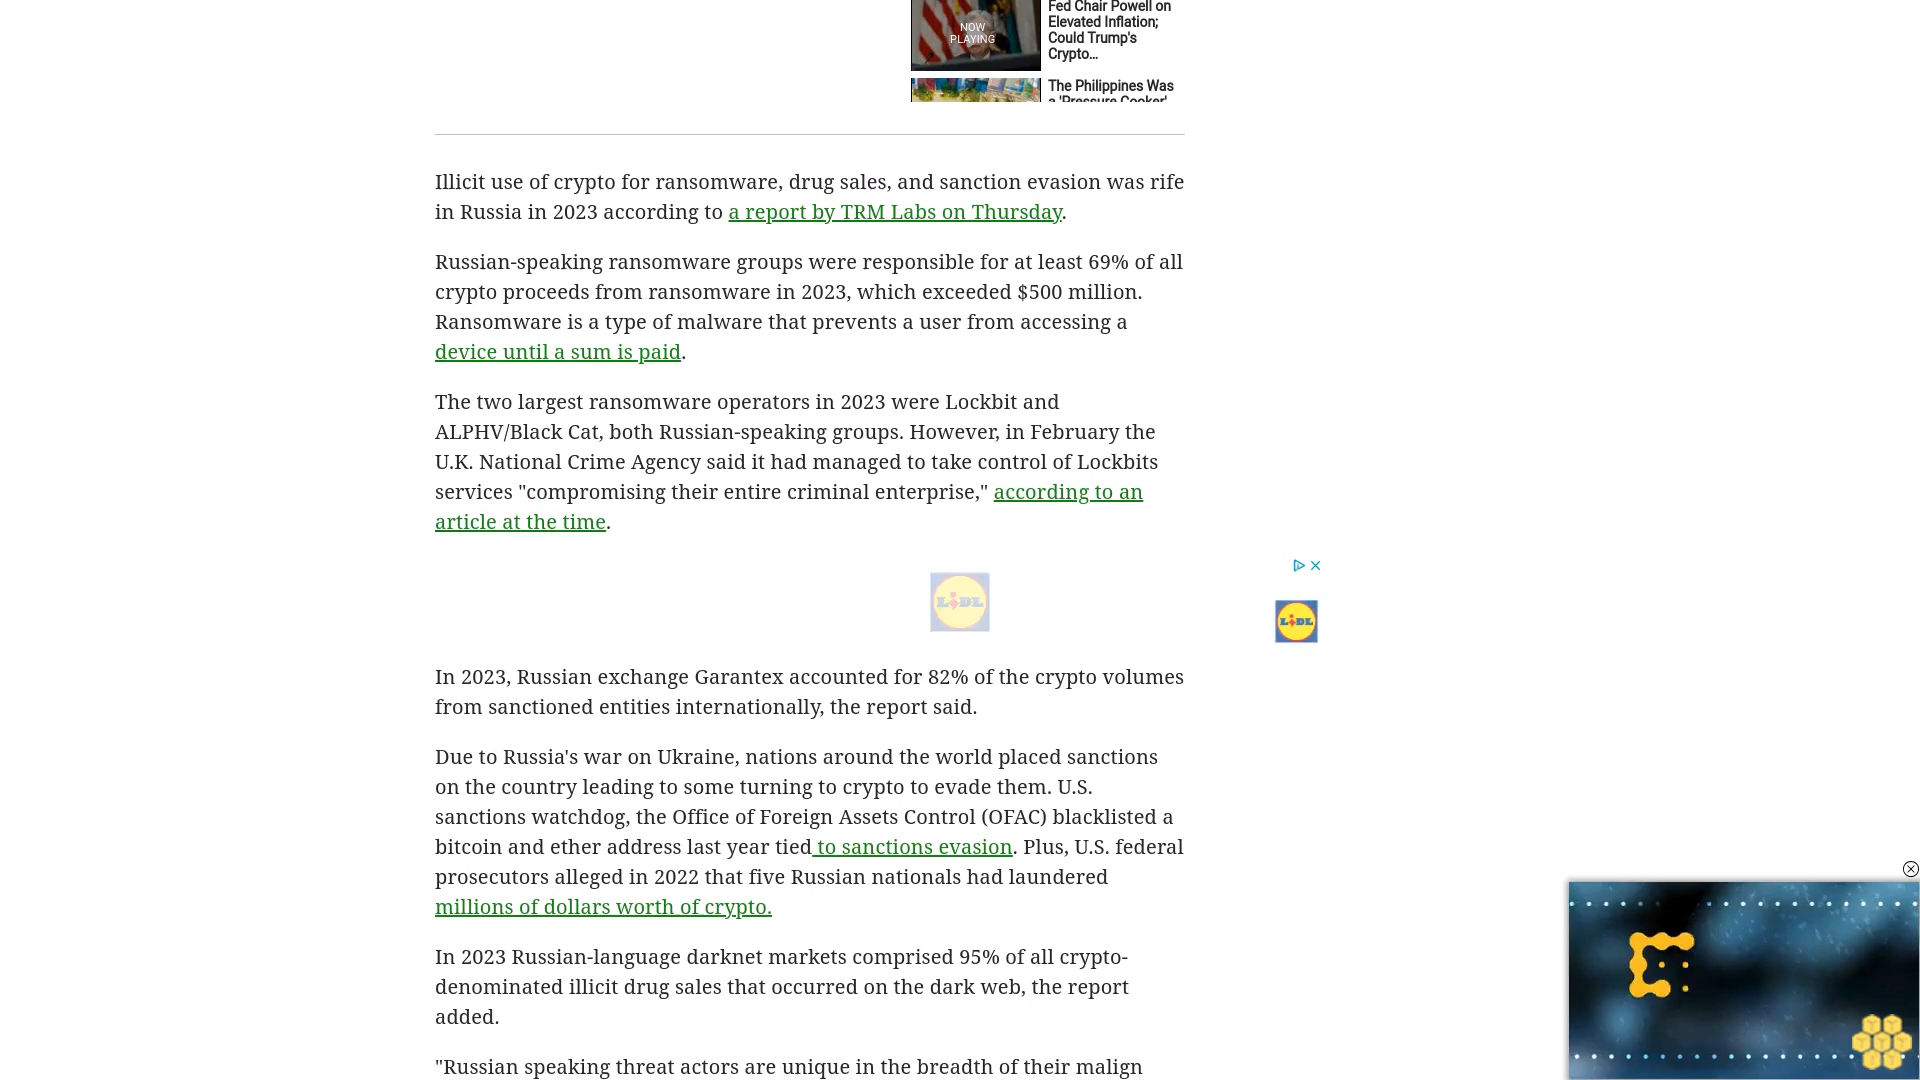 Fed Chair Powell on
Elevated Inflation;
Could Trump's
Crypto...
NOW
PLAYING
The Philippines Was
a 'Pressure Cooker'
Illicit use of crypto for ransomware, drug sales, and sanction evasion was rife
in Russia in 2023 according to a report by TRM Labs on Thursday.
Russian-speaking ransomware groups were responsible for at least 69% of all
crypto proceeds from ransomware in 2023, which exceeded $500 million.
Ransomware is a type of malware that prevents a user from accessing a
device until a sum is paid.
The two largest ransomware operators in 2023 were Lockbit and
ALPHV/Black Cat, both Russian-speaking groups. However, in February the
U.K. National Crime Agency said it had managed to take control of Lockbits
services "compromising their entire criminal enterprise," according to an
article at the time.
LIDL
LIDL
In 2023, Russian exchange Garantex accounted for 82% of the crypto volumes
from sanctioned entities internationally, the report said.
Due to Russia's war on Ukraine, nations around the world placed sanctions
on the country leading to some turning to crypto to evade them. U.S.
sanctions watchdog, the Office of Foreign Assets Control (OFAC) blacklisted a
bitcoin and ether address last year tied to sanctions evasion. Plus, U.S. federal
prosecutors alleged in 2022 that five Russian nationals had laundered
millions of dollars worth of crypto.
In 2023 Russian-language darknet markets comprised 95% of all crypto-
denominated illicit drug sales that occurred on the dark web, the report
added.
"Russian speaking threat actors are unique in the breadth of their malign